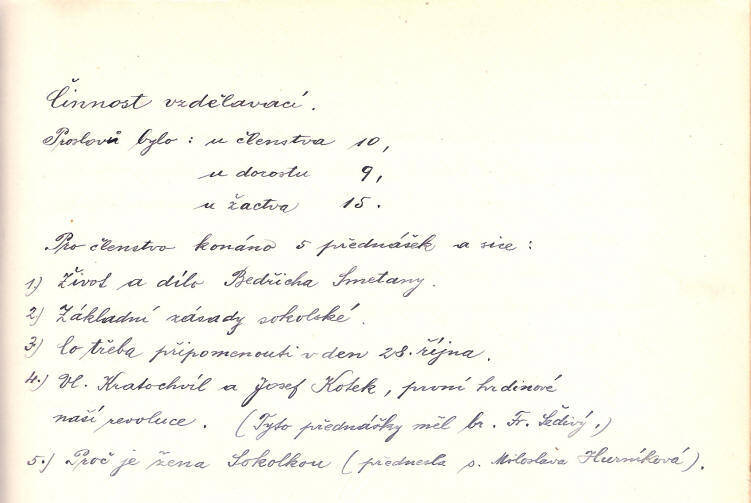 Činnost vzdělavací.
Proslovů bylo : u členstva 10,
u dorostu 9,
u žactva 15.
Pro členstvo konáno 5 přednášek a sice :
1.) Život a dílo Bedřicha Smetany.
2.) Základní zásady sokolské.
3.) Co třeba připomenouti v den 28. října.
4.) Vl. Kratochvíl a Josef Kotek, první hrdinové
naší revoluce. (Tyto přednášky měl br. Fr. Šedivý.)
5.) Proč je žena Sokolkou (přednesla s. Miloslava Hurníková).